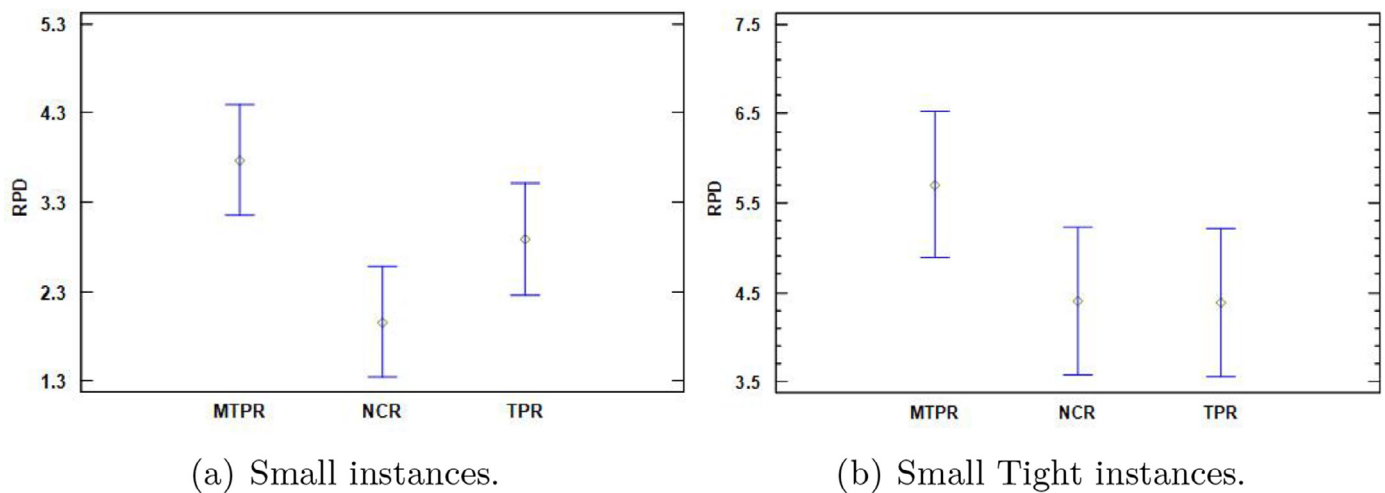 5.3
4.3
3.3
2.3
1.3
RPD
MTPR NCR TPR
(a) Small instances.
7.5
6.5
5.5
4.5
3.5
RPD
MTPR NCR TPR
(b) Small Tight instances.